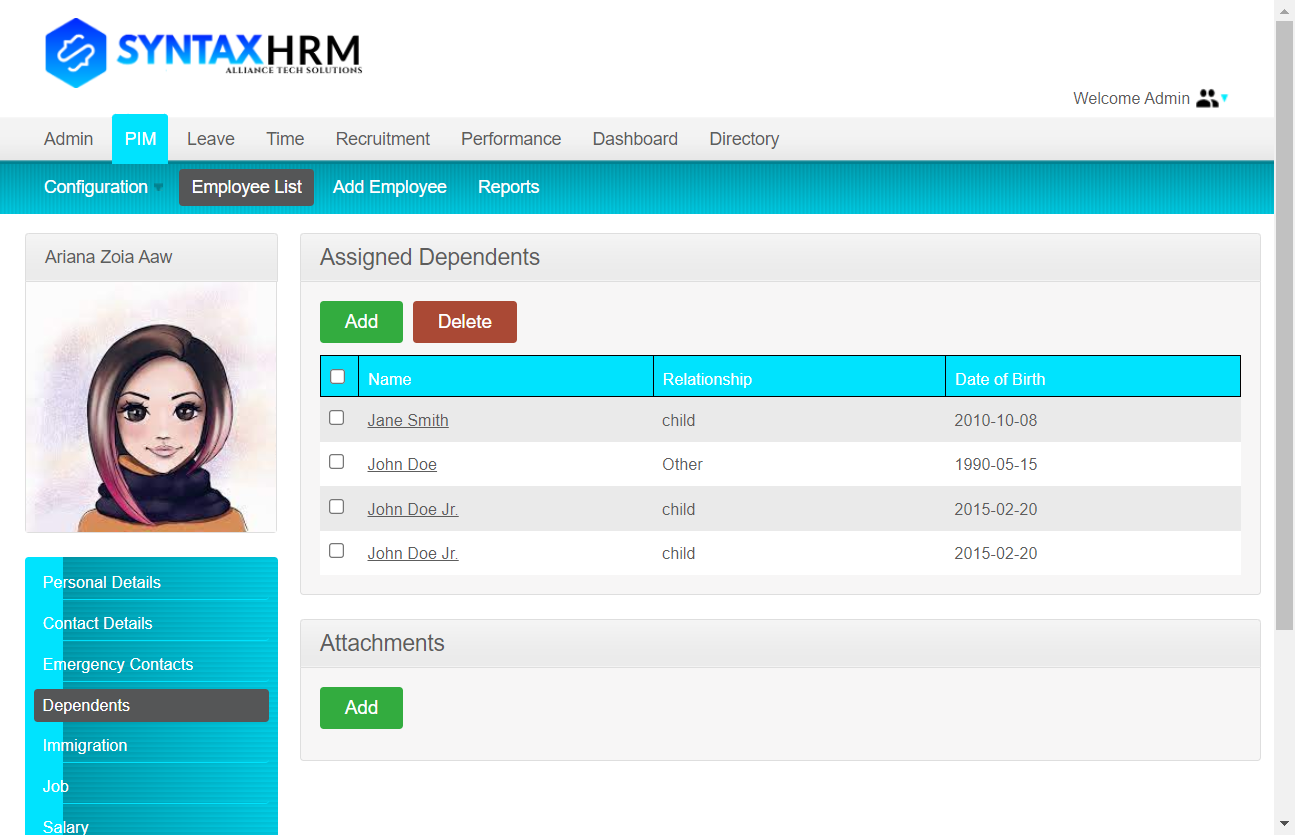 SYNTAXHRM
ALLIANCE TECH SOLUTIONS
Welcome Admin
Admin PIM Leave Time Recruitment Performance Dashboard Directory
Configuration Employee List Add Employee Reports
Ariana Zoia Aaw
Assigned Dependents
Add Delete
Name Relationship Date of Birth
Jane Smith child 2010-10-08
John Doe Other 1990-05-15
John Doe Jr. child 2015-02-20
John Doe Jr. child 2015-02-20
Personal Details
Contact Details
Emergency Contacts
Dependents
Immigration
Job
Salary
Attachments
Add